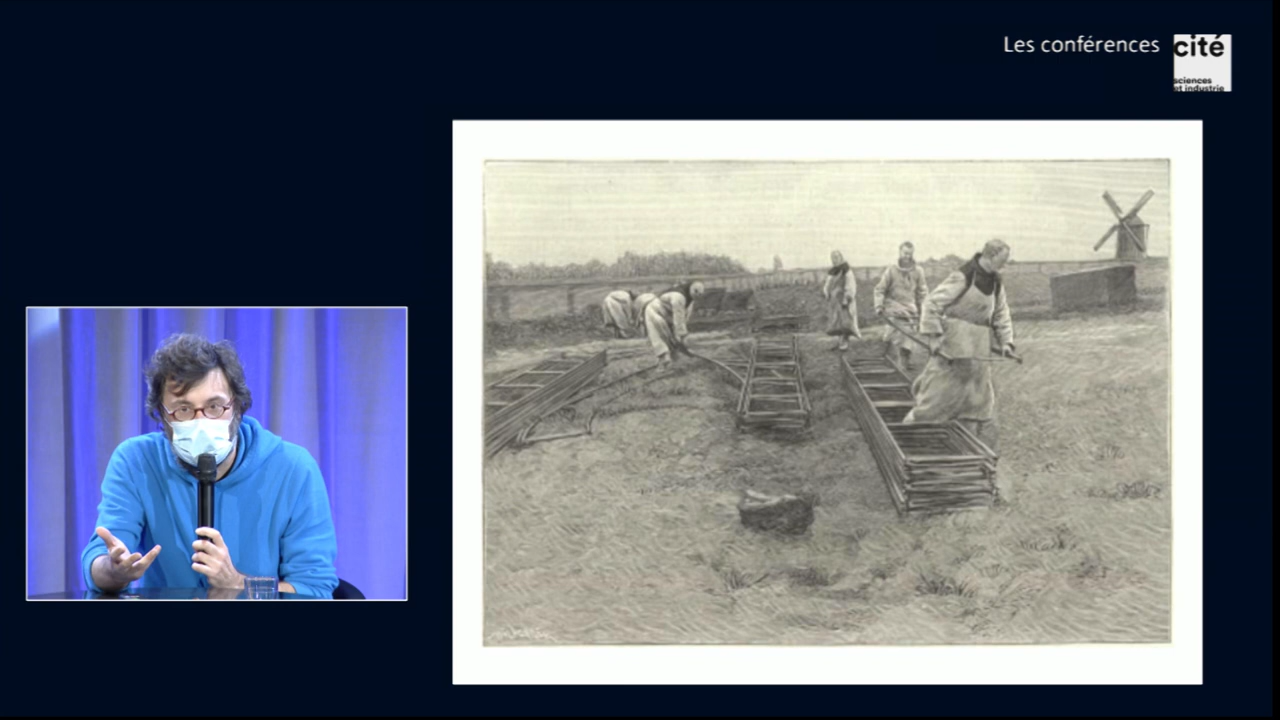 Les conférences
cité
sciences
et industrie